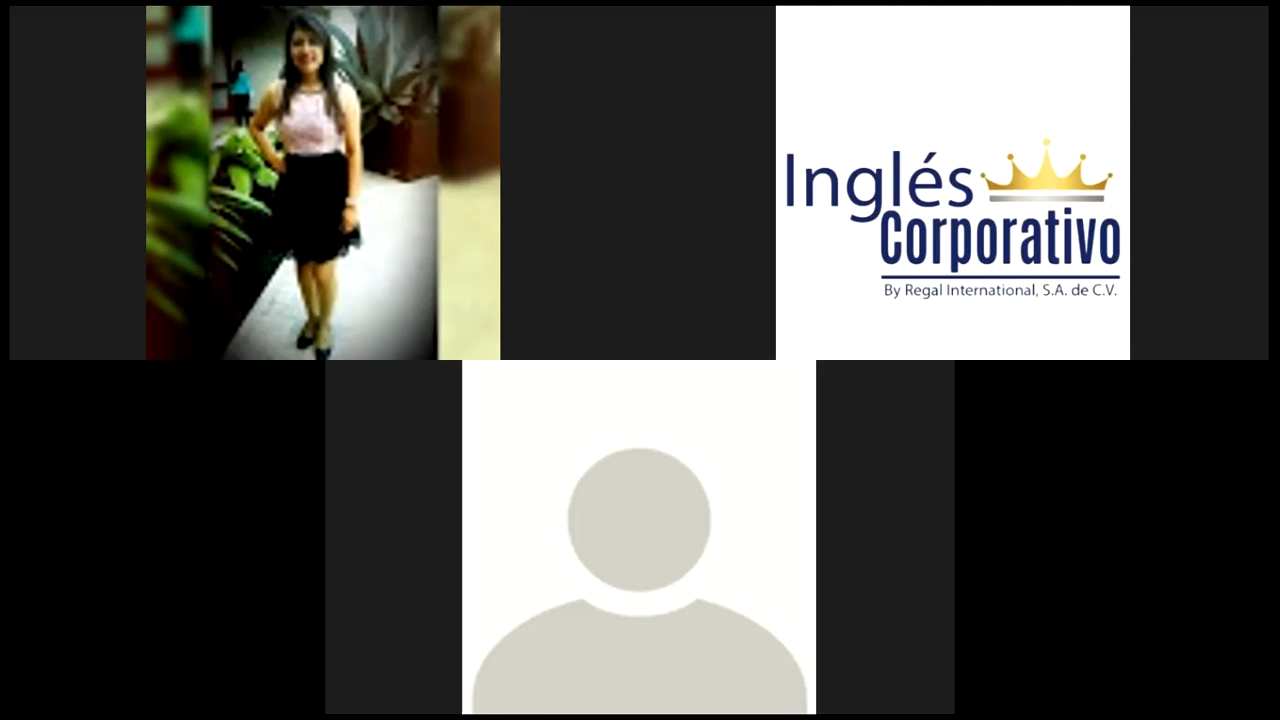 Inglés
Corporativo
By Regal International, S.A. de C.V.